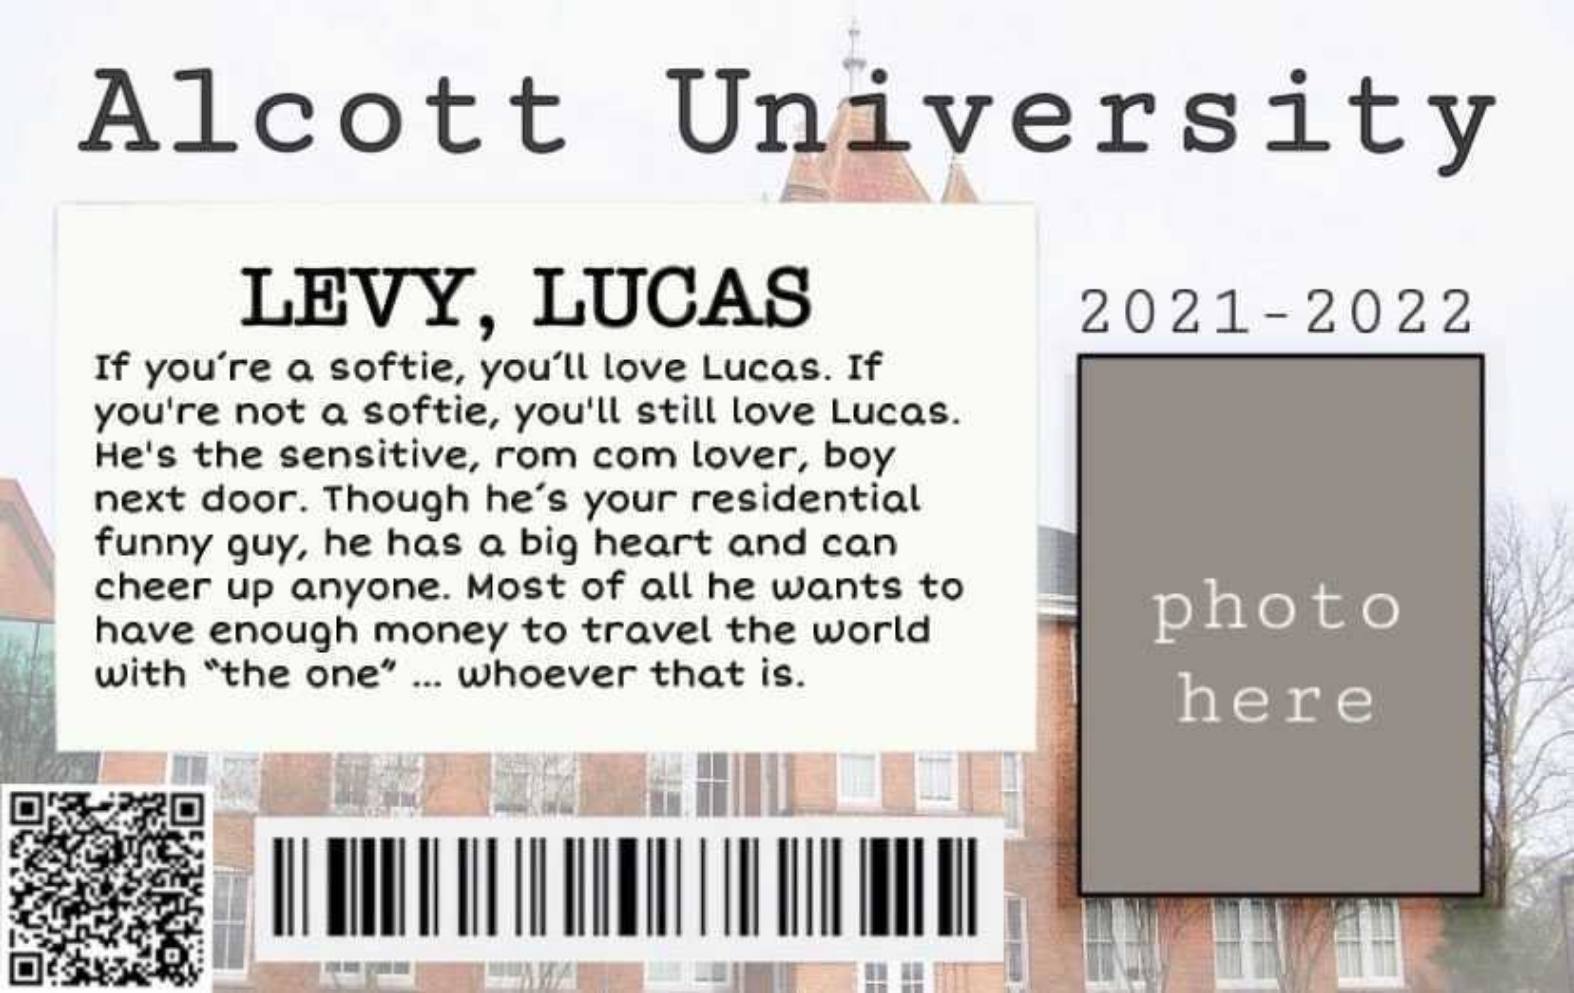 Alcott University
LEVY, LUCAS
If you´re a softie, you´ll love Lucas. If
you're not a softie, you'll still love Lucas.
He's the sensitive, rom com lover, boy
next door. Though he´s your residential
funny guy, he has a big heart and can
cheer up anyone. Most of all he wants to
have enough money to travel the world
with “the one” ... whoever that is.
2021-2022
photo
here